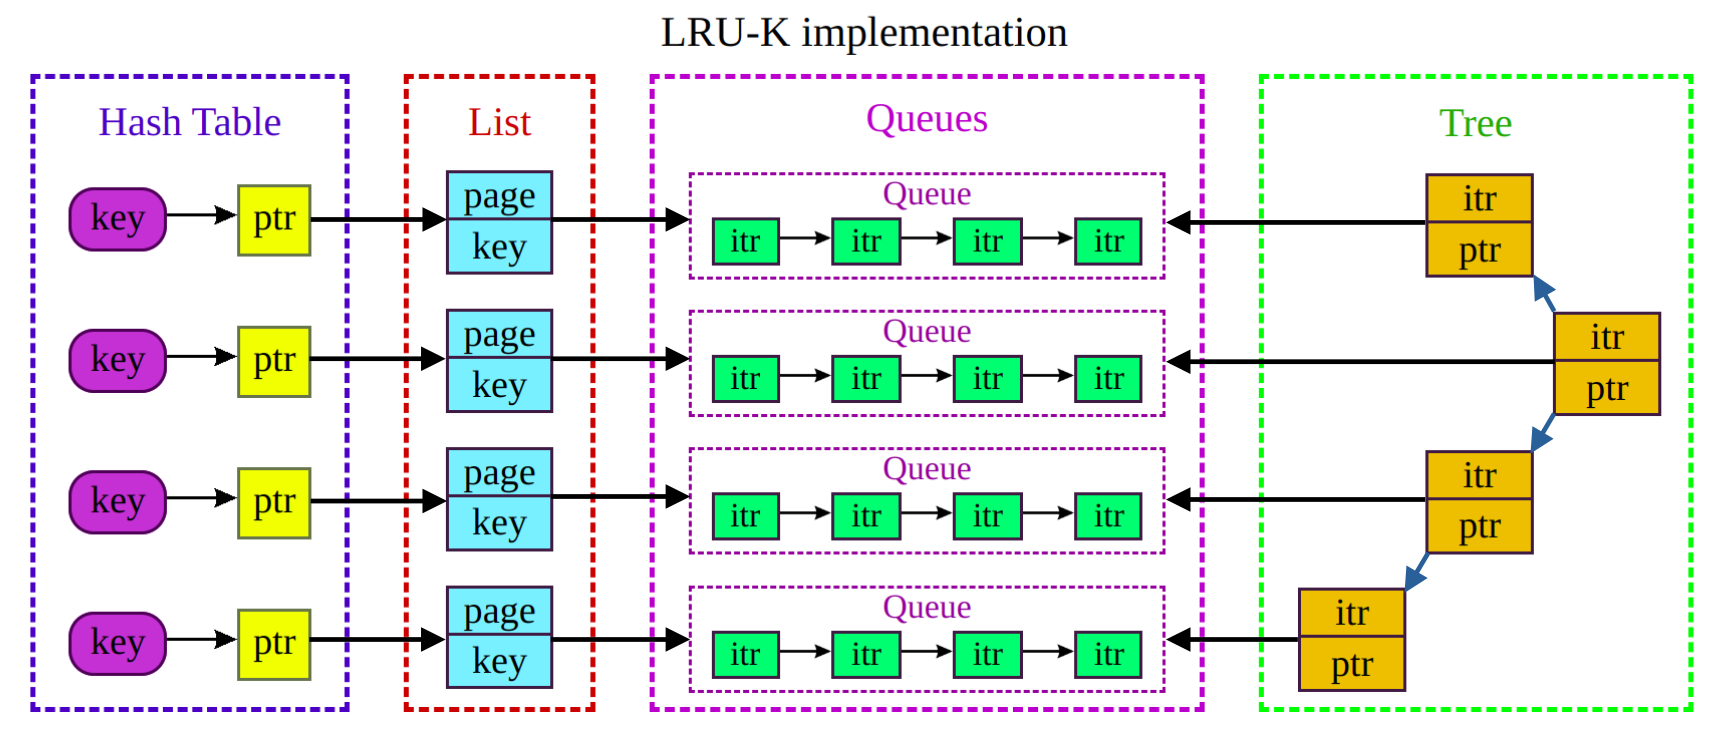 LRU-K implementation
Hash Table
key
ptr
key
ptr
key
ptr
key
ptr
List
page
key
page
key
page
key
page
key
Queues
Queue
itr itr itr itr
Queue
itr itr itr itr
Queue
itr itr itr itr
Queue
itr itr itr itr
Tree
itr
ptr
itr
ptr
itr
ptr
itr
ptr